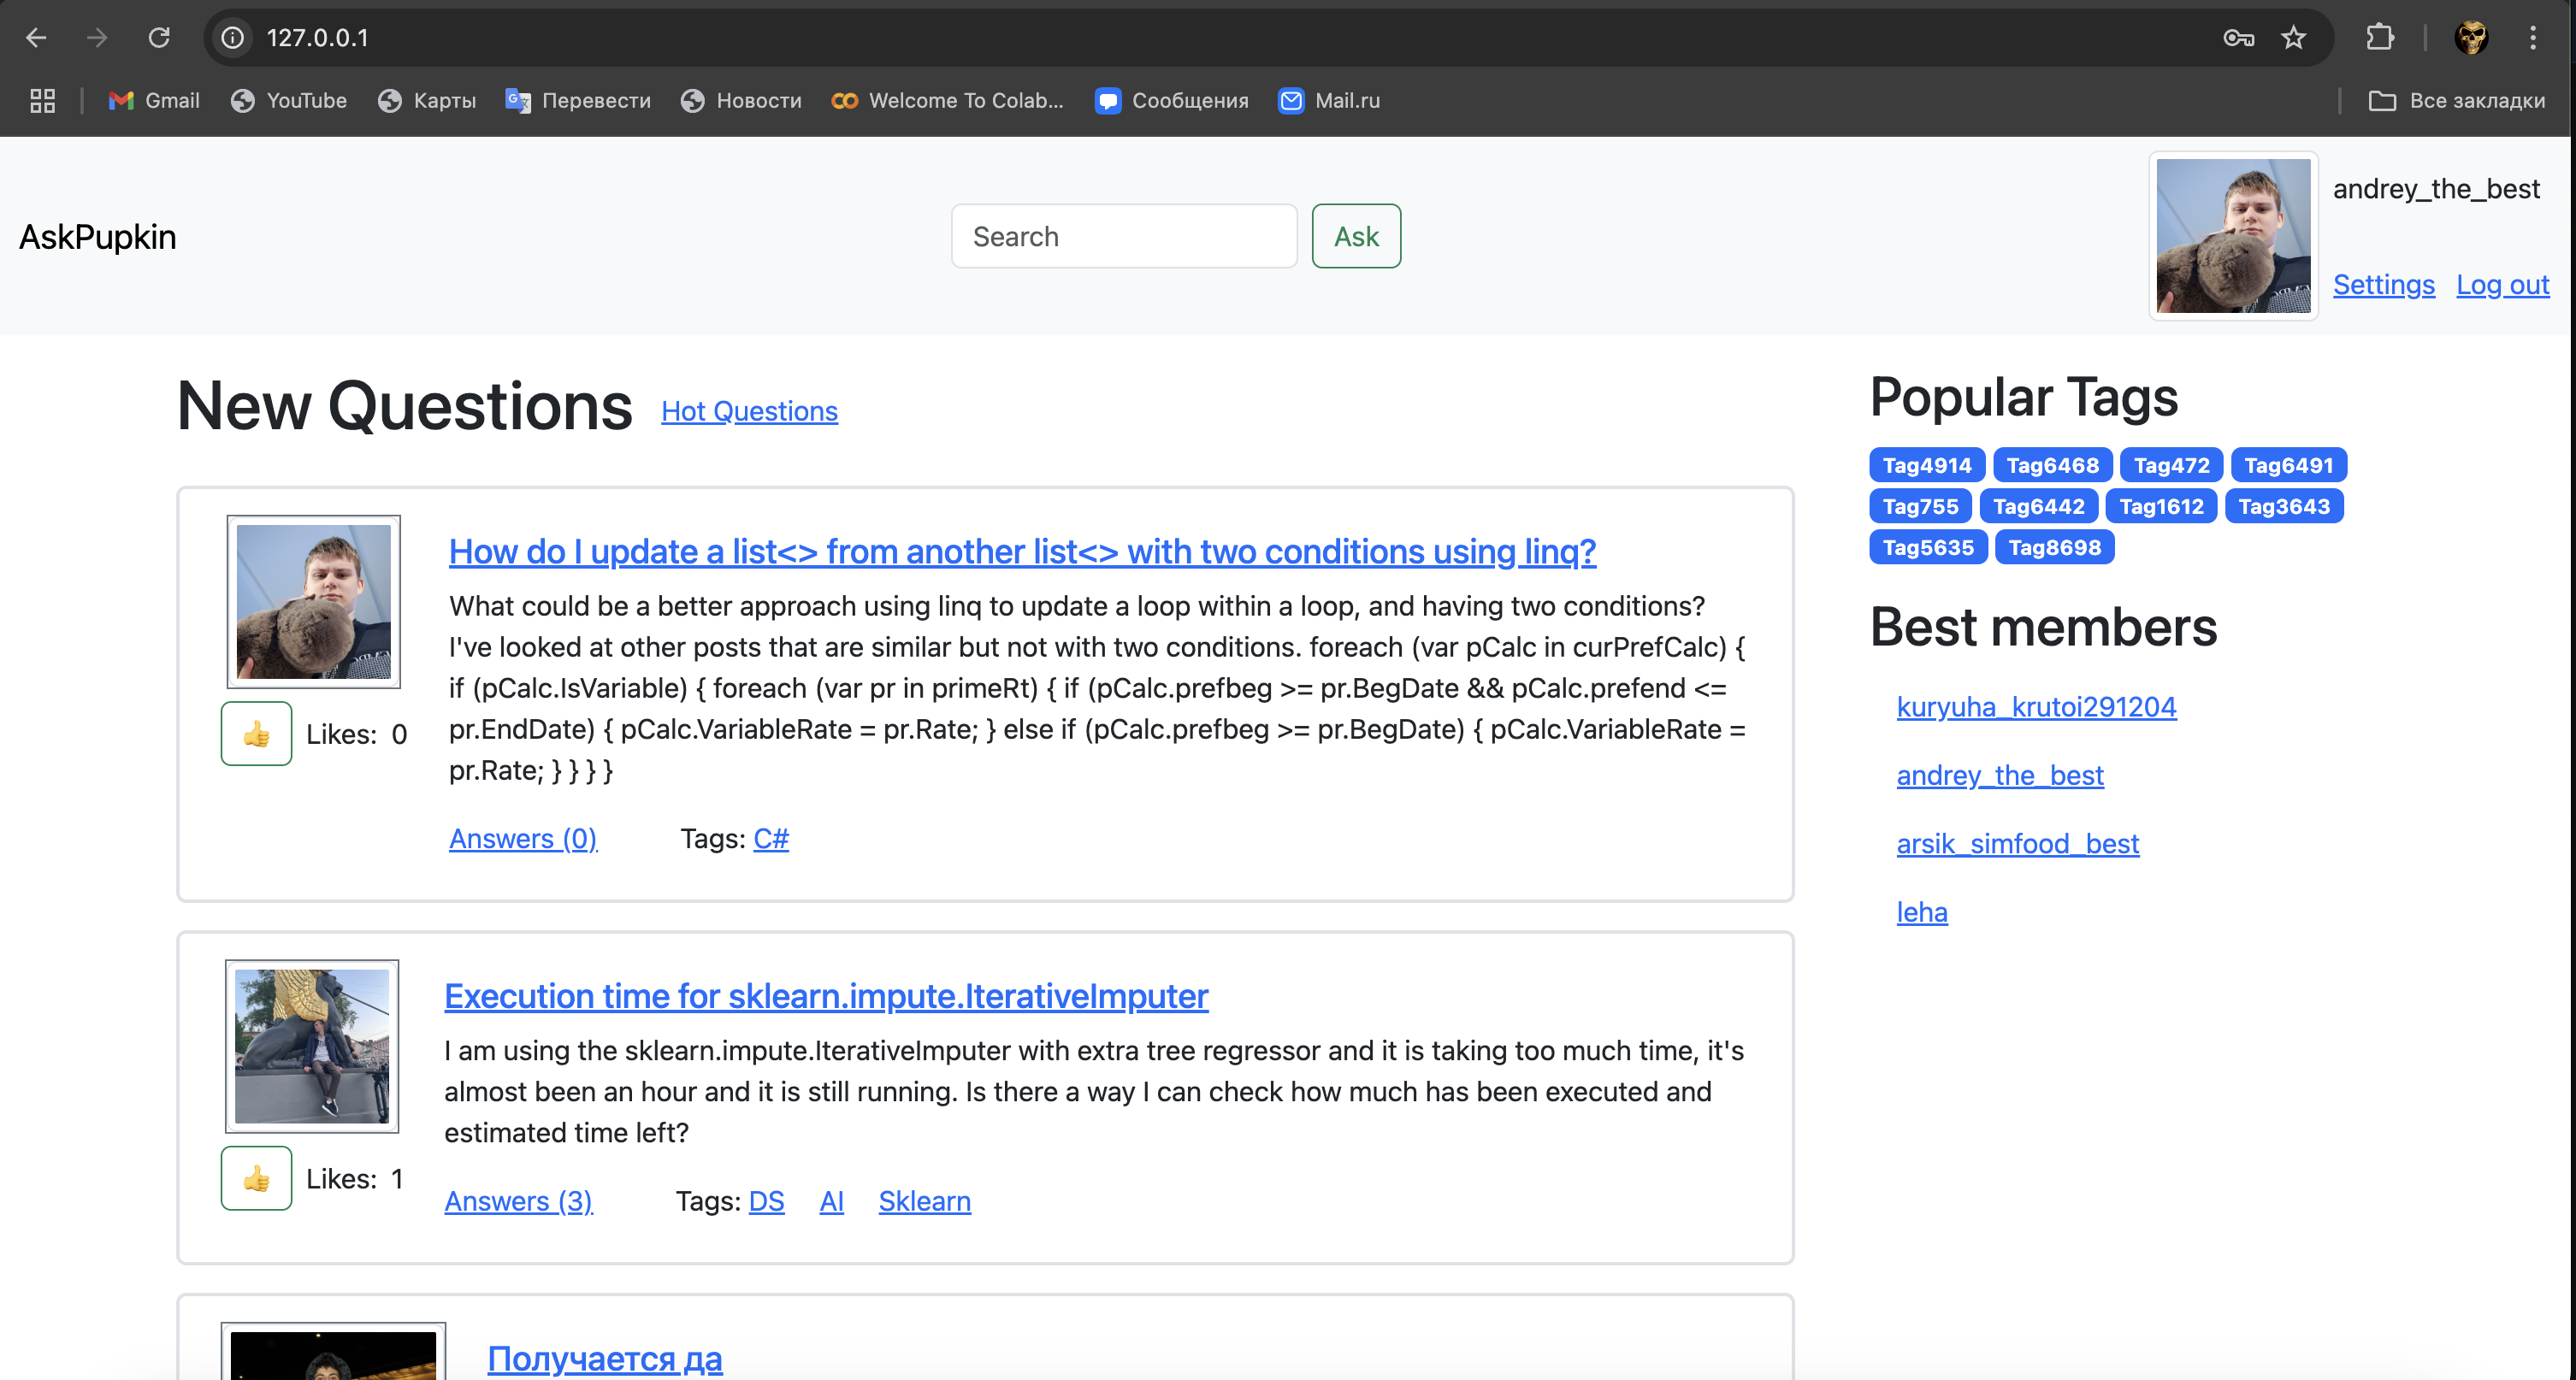 127.0.0.1
Gmail YouTube Карты Перевести Новости Welcome To Colab... Сообщения Mail.ru Все закладки
AskPupkin
Search
Ask
andrey_the_best
Settings Log out
New Questions Hot Questions
How do I update a list<> from another list<> with two conditions using linq?
What could be a better approach using linq to update a loop within a loop, and having two conditions?
I've looked at other posts that are similar but not with two conditions. foreach (var pCalc in curPrefCalc) {
if (pCalc.IsVariable) { foreach (var pr in primeRt) { if (pCalc.prefbeg >= pr.BegDate && pCalc.prefend <=
pr.EndDate) { pCalc.VariableRate = pr.Rate; } else if (pCalc.prefbeg >= pr.BegDate) { pCalc.VariableRate =
pr.Rate; } } } }
Likes: 0
Answers (0) Tags: C#
Execution time for sklearn.impute.IterativeImputer
I am using the sklearn.impute.IterativeImputer with extra tree regressor and it is taking too much time, it's
almost been an hour and it is still running. Is there a way I can check how much has been executed and
estimated time left?
Likes: 1
Answers (3) Tags: DS AI Sklearn
Получается да
Popular Tags
Tag4914 Tag6468 Tag472 Tag6491
Tag755 Tag6442 Tag1612 Tag3643
Tag5635 Tag8698
Best members
kuryuha_krutoi291204
andrey_the_best
arsik_simfood_best
leha